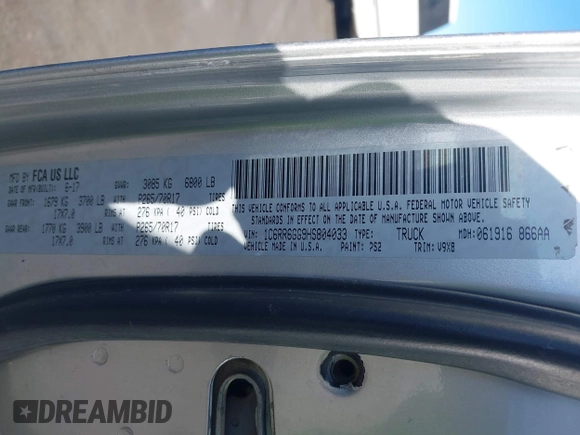 MFD BY FCA US LLC
DATE OF MFR(BUILT): 6-17
GVWR: 3085 KG 6800 LB
GAWR FRONT: 1679 KG 3700 LB WITH P265/70R17 TIRES
17X7.0 RIMS AT 276 KPA ( 40 PSI) COLD
GAWR REAR: 1770 KG 3900 LB WITH P265/70R17 TIRES
17X7.0 RIMS AT 276 KPA ( 40 PSI) COLD
THIS VEHICLE CONFORMS TO ALL APPLICABLE U.S.A. FEDERAL MOTOR VEHICLE SAFETY
STANDARDS IN EFFECT ON THE DATE OF MANUFACTURE SHOWN ABOVE.
VIN: 1C6RR6GG9HS804033 TYPE: TRUCK MDH: 061916 866AA
VEHICLE MADE IN U.S.A. PAINT: PS2 TRIM: V9X8
DREAMBID